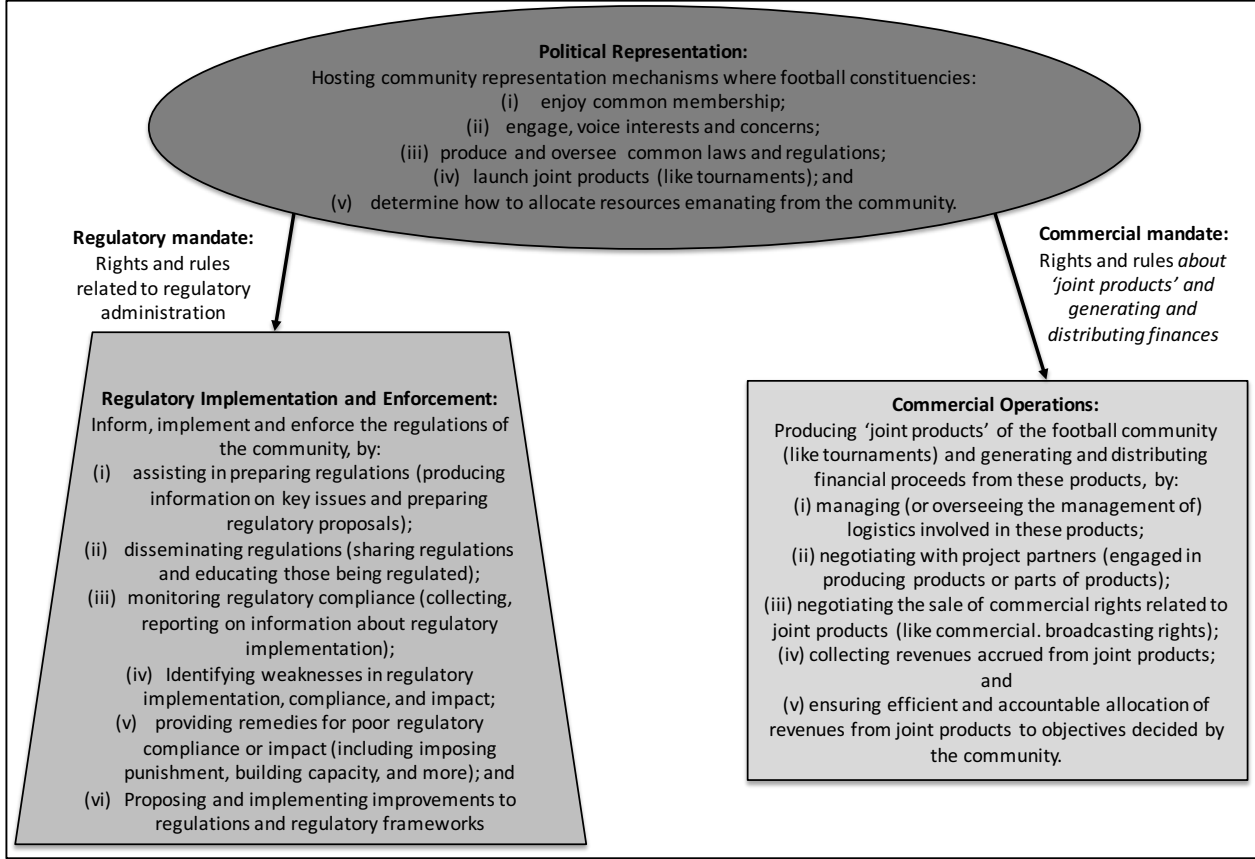 Political Representation:
Hosting community representation mechanisms where football constituencies:
(i) enjoy common membership;
(ii) engage, voice interests and concerns;
(iii) produce and oversee common laws and regulations;
(iv) launch joint products (like tournaments); and
(v) determine how to allocate resources emanating from the community.
Regulatory mandate:
Rights and rules
related to regulatory
administration
Commercial mandate:
Rights and rules about
‘joint products’ and
generating and
distributing finances
Regulatory Implementation and Enforcement:
Inform, implement and enforce the regulations of
the community, by:
(i) assisting in preparing regulations (producing
information on key issues and preparing
regulatory proposals);
(ii) disseminating regulations (sharing regulations
and educating those being regulated);
(iii) monitoring regulatory compliance (collecting,
reporting on information about regulatory
implementation);
(iv) Identifying weaknesses in regulatory
implementation, compliance, and impact;
(v) providing remedies for poor regulatory
compliance or impact (including imposing
punishment, building capacity, and more); and
(vi) Proposing and implementing improvements to
regulations and regulatory frameworks
Commercial Operations:
Producing ‘joint products’ of the football community
(like tournaments) and generating and distributing
financial proceeds from these products, by:
(i) managing (or overseeing the management of)
logistics involved in these products;
(ii) negotiating with project partners (engaged in
producing products or parts of products);
(iii) negotiating the sale of commercial rights related to
joint products (like commercial. broadcasting rights);
(iv) collecting revenues accrued from joint products;
and
(v) ensuring efficient and accountable allocation of
revenues from joint products to objectives decided by
the community.